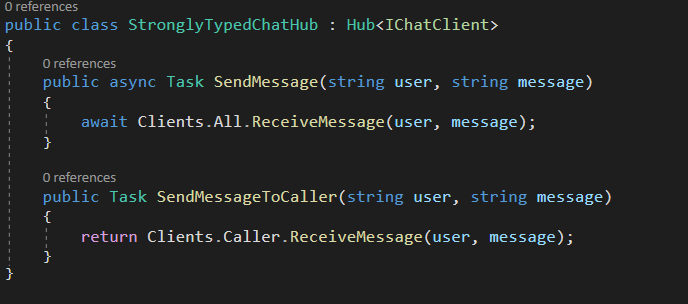 0 references
public class StronglyTypedChatHub : Hub<IChatClient>
{
0 references
public async Task SendMessage(string user, string message)
{
await Clients.All.ReceiveMessage(user, message);
}
0 references
public Task SendMessageToCaller(string user, string message)
{
return Clients.Caller.ReceiveMessage(user, message);
}
}